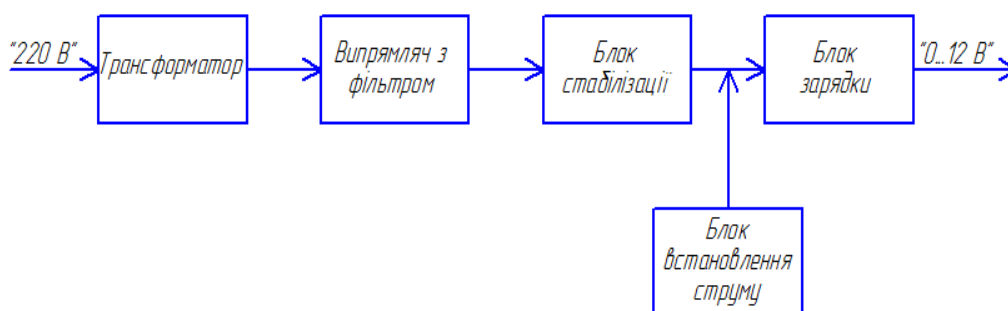 "220 В"
Трансформатор
Випрямляч з
фільтром
Блок
стабілізації
Блок
зарядки
"0...12 В"
Блок
встановлення
струму